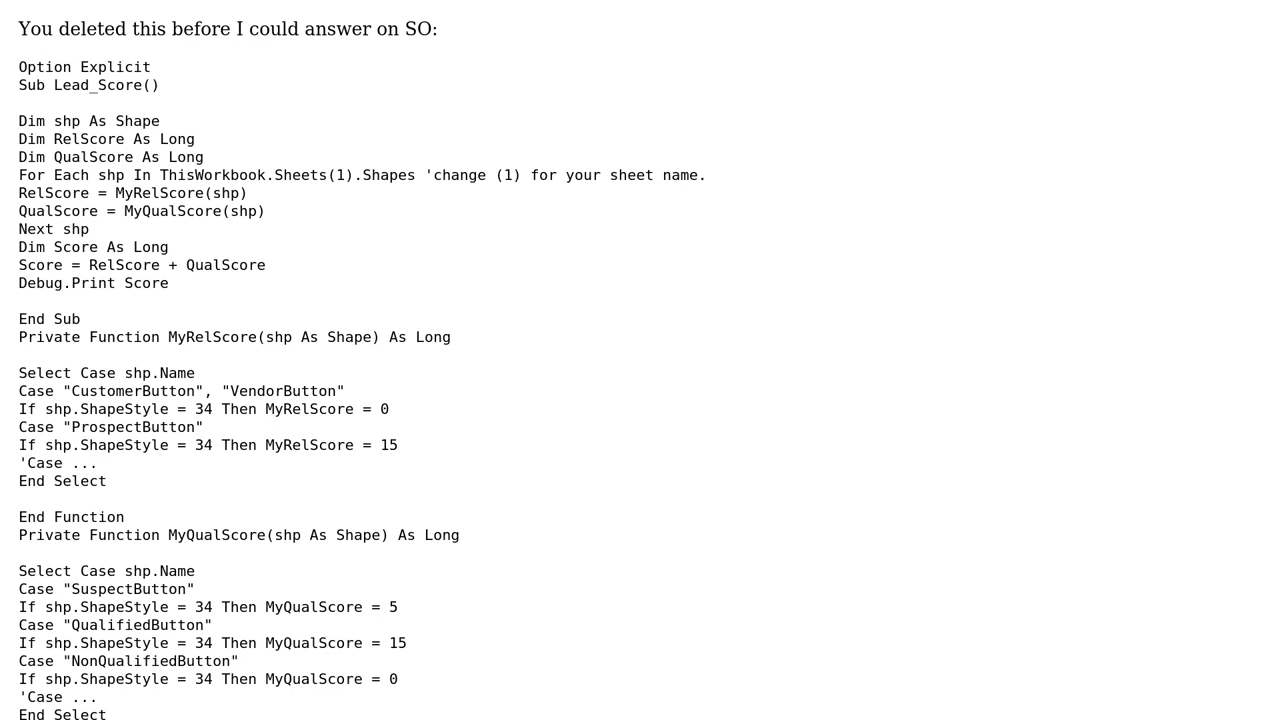 You deleted this before I could answer on SO:
Option Explicit
Sub Lead_Score()
Dim shp As Shape
Dim RelScore As Long
Dim QualScore As Long
For Each shp In ThisWorkbook.Sheets(1).Shapes 'change (1) for your sheet name.
RelScore = MyRelScore(shp)
QualScore = MyQualScore(shp)
Next shp
Dim Score As Long
Score = RelScore + QualScore
Debug.Print Score
End Sub
Private Function MyRelScore(shp As Shape) As Long
Select Case shp.Name
Case "CustomerButton", "VendorButton"
If shp.ShapeStyle = 34 Then MyRelScore = 0
Case "ProspectButton"
If shp.ShapeStyle = 34 Then MyRelScore = 15
'Case ...
End Select
End Function
Private Function MyQualScore(shp As Shape) As Long
Select Case shp.Name
Case "SuspectButton"
If shp.ShapeStyle = 34 Then MyQualScore = 5
Case "QualifiedButton"
If shp.ShapeStyle = 34 Then MyQualScore = 15
Case "NonQualifiedButton"
If shp.ShapeStyle = 34 Then MyQualScore = 0
'Case ...
End Select